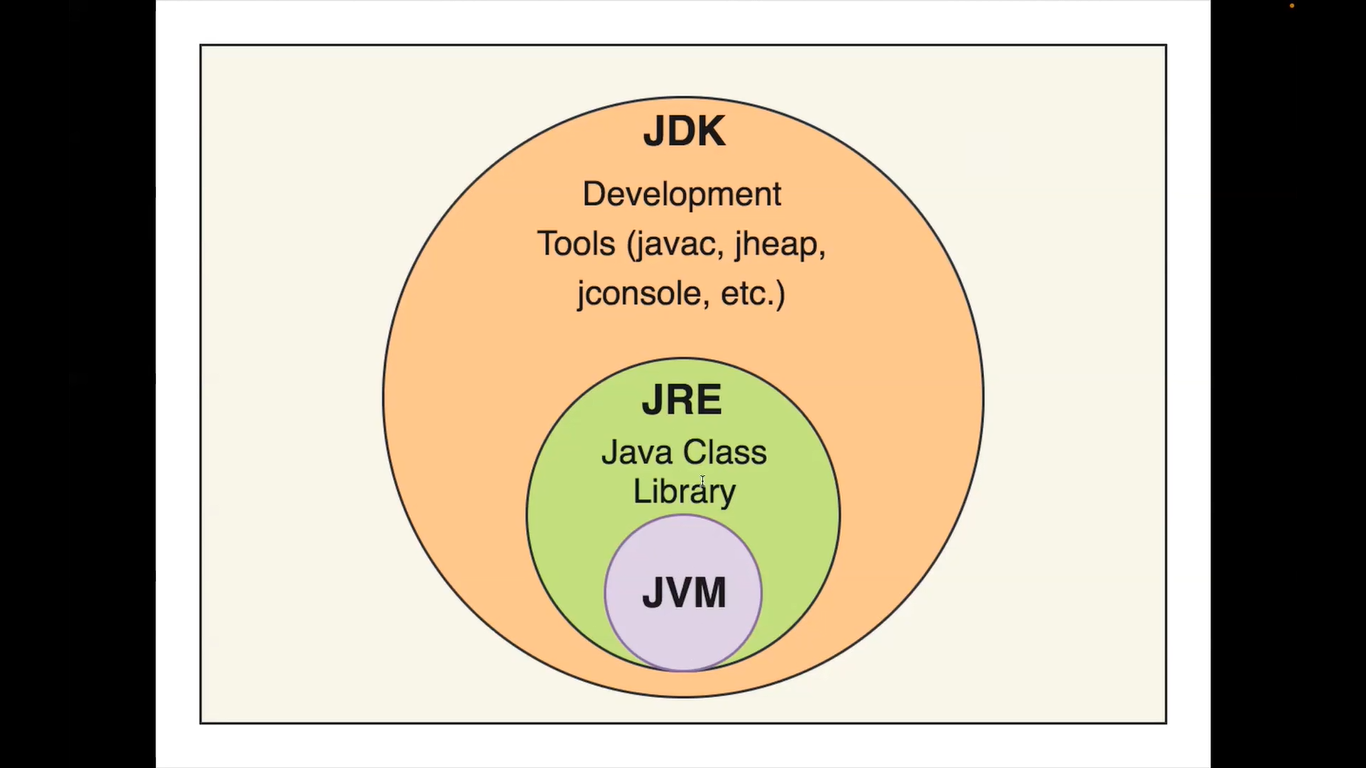 JDK
Development
Tools (javac, jheap,
jconsole, etc.)
JRE
Java Class
Library
JVM